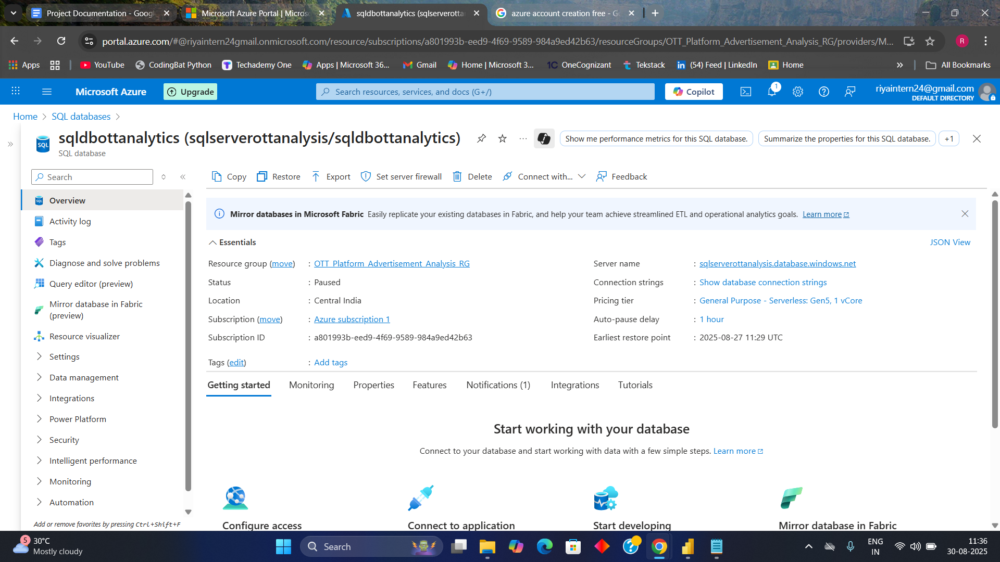 Project Documentation - Googl
Microsoft Azure Portal | Micros
sqldbottanalytics (sqlserverotta
azure account creation free - G
portal.azure.com/#@riyaintern24gmail.onmicrosoft.com/resource/subscriptions/a801993b-eed9-4f69-9589-984a9ed42b63/resourceGroups/OTT_Platform_Advertisement_Analysis_RG/providers/M...
R
Apps
YouTube
CodingBat Python
Techademy One
Apps | Microsoft 36...
Gmail
Home | Microsoft 3...
1C OneCognizant
Tekstack
(54) Feed | LinkedIn
Home
All Bookmarks
Microsoft Azure
Upgrade
Search resources, services, and docs (G+/)
Copilot
1
riyaintern24@gmail.com
DEFAULT DIRECTORY
Home > SQL databases >
sqldbottanalytics (sqlserverottanalysis/sqldbottanalytics)
SQL database
Show me performance metrics for this SQL database.
Summarize the properties for this SQL database.
+1
Search
Copy
Restore
Export
Set server firewall
Delete
Connect with...
Feedback
Overview
Activity log
Tags
Diagnose and solve problems
Query editor (preview)
Mirror database in Fabric
(preview)
Resource visualizer
Settings
Data management
Integrations
Power Platform
Security
Intelligent performance
Monitoring
Automation
Add or remove favorites by pressing Ctrl+Shift+F
Mirror databases in Microsoft Fabric Easily replicate your existing databases in Fabric, and help your team achieve streamlined ETL and operational analytics goals. Learn more
Essentials
JSON View
Resource group (move) : OTT_Platform_Advertisement_Analysis_RG
Status : Paused
Location : Central India
Subscription (move) : Azure subscription 1
Subscription ID : a801993b-eed9-4f69-9589-984a9ed42b63
Server name : sqlserverottanalysis.database.windows.net
Connection strings : Show database connection strings
Pricing tier : General Purpose - Serverless: Gen5, 1 vCore
Auto-pause delay : 1 hour
Earliest restore point : 2025-08-27 11:29 UTC
Tags (edit) : Add tags
Getting started
Monitoring
Properties
Features
Notifications (1)
Integrations
Tutorials
Start working with your database
Connect to your database and start working with data with a few simple steps. Learn more
Configure access
Connect to application
Start developing
Mirror database in Fabric
5
30°C
Mostly cloudy
Search
ENG
IN
11:36
30-08-2025